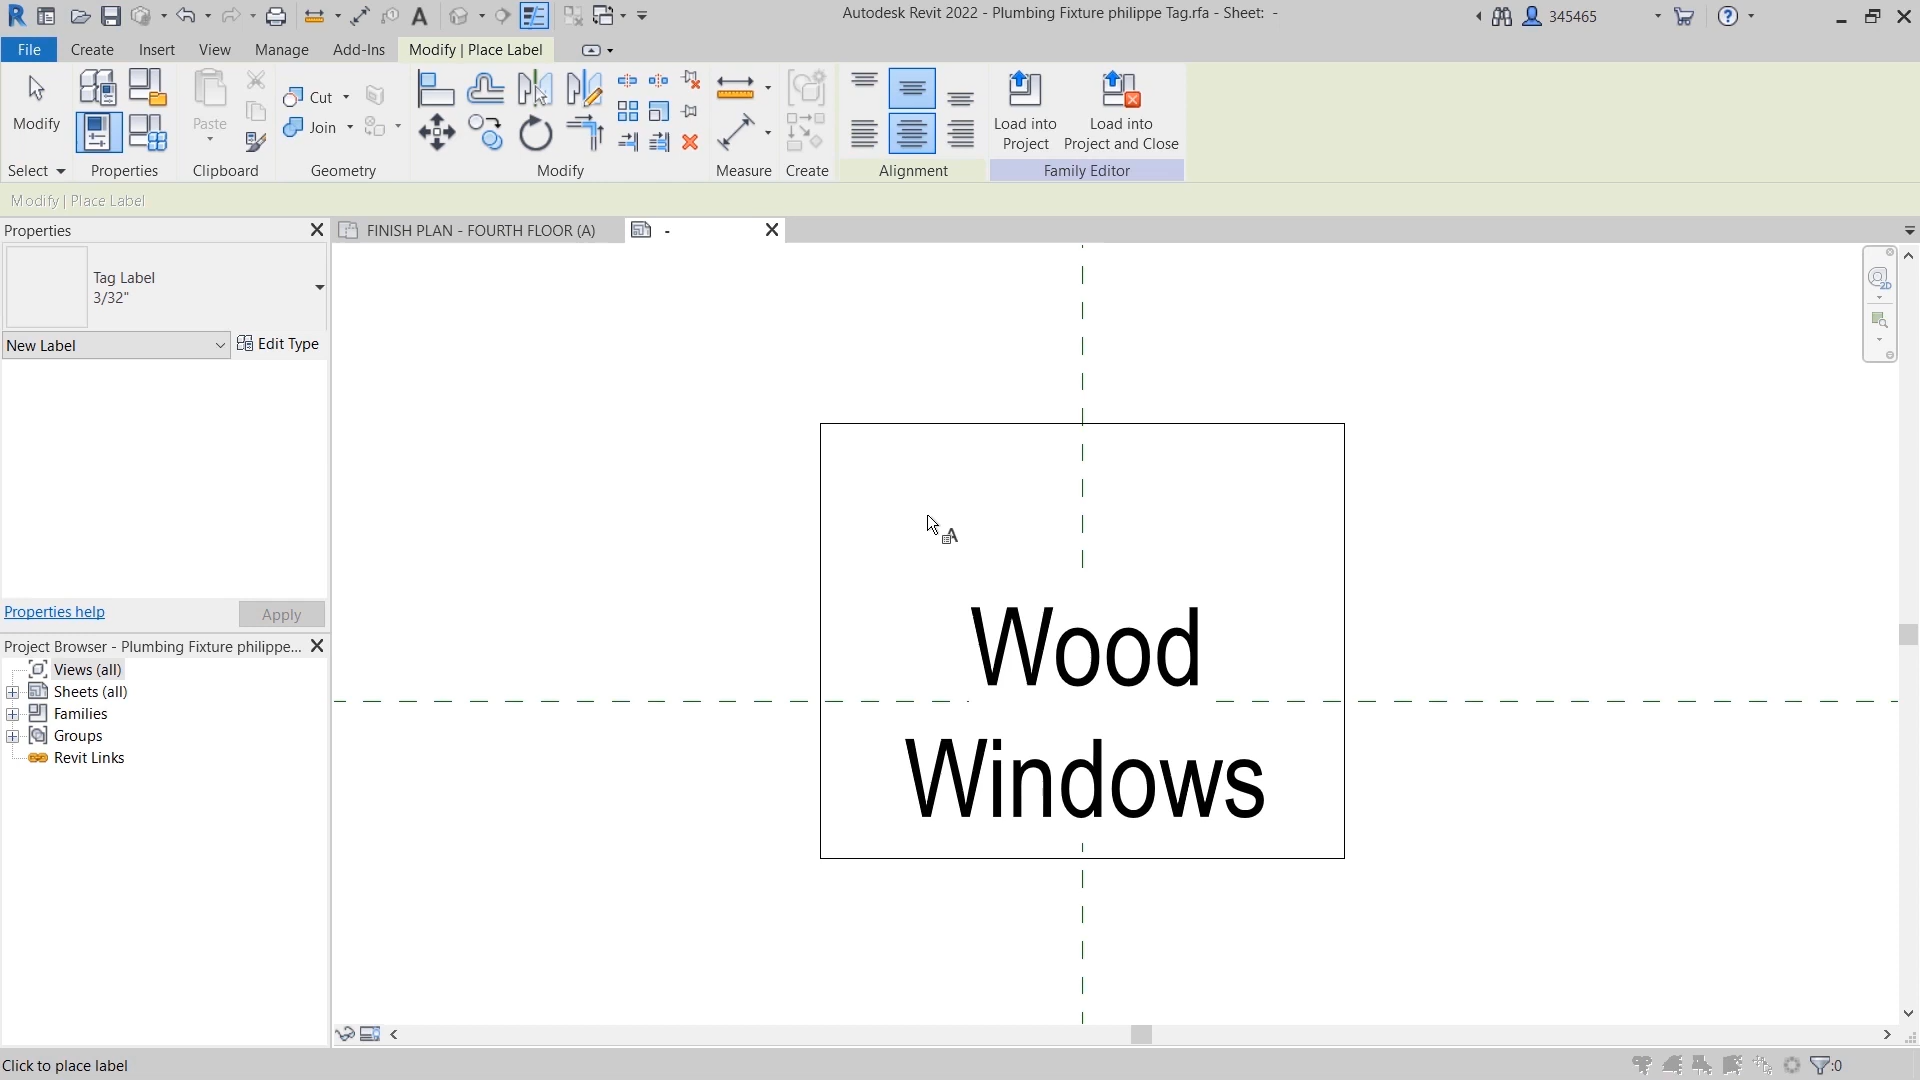 Autodesk Revit 2022 - Plumbing Fixture philippe Tag.rfa - Sheet: -
345465
File
Create
Insert
View
Manage
Add-Ins
Modify | Place Label
Modify
Paste
Cut
Join
Load into
Project
Load into
Project and Close
Select
Properties
Clipboard
Geometry
Modify
Measure
Create
Alignment
Family Editor
Modify | Place Label
Properties
FINISH PLAN - FOURTH FLOOR (A)
-
Tag Label
3/32"
New Label
Edit Type
2D
A
Wood
Windows
Properties help
Apply
Project Browser - Plumbing Fixture philippe...
Views (all)
Sheets (all)
Families
Groups
Revit Links
Click to place label
:0